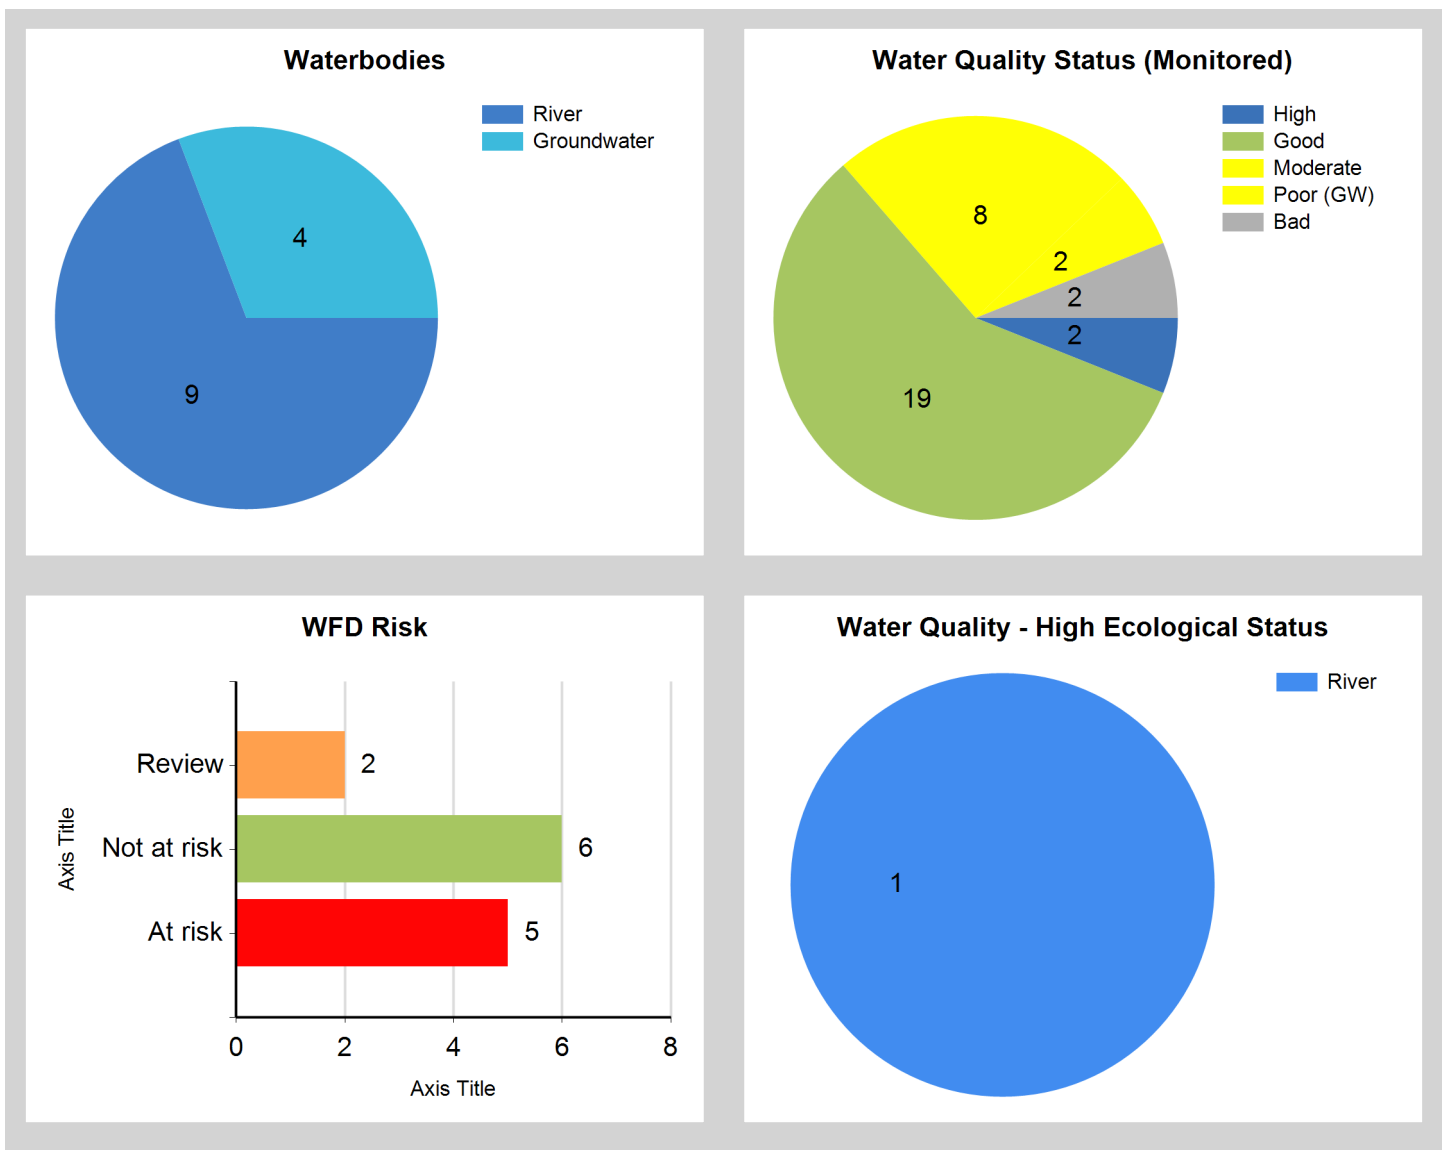 Waterbodies
River
Groundwater
4
9
Water Quality Status (Monitored)
High
Good
Moderate
Poor (GW)
Bad
8
2
2
2
19
WFD Risk
Review
2
Not at risk
6
At risk
5
Axis Title
0 2 4 6 8
Axis Title
Water Quality - High Ecological Status
River
1